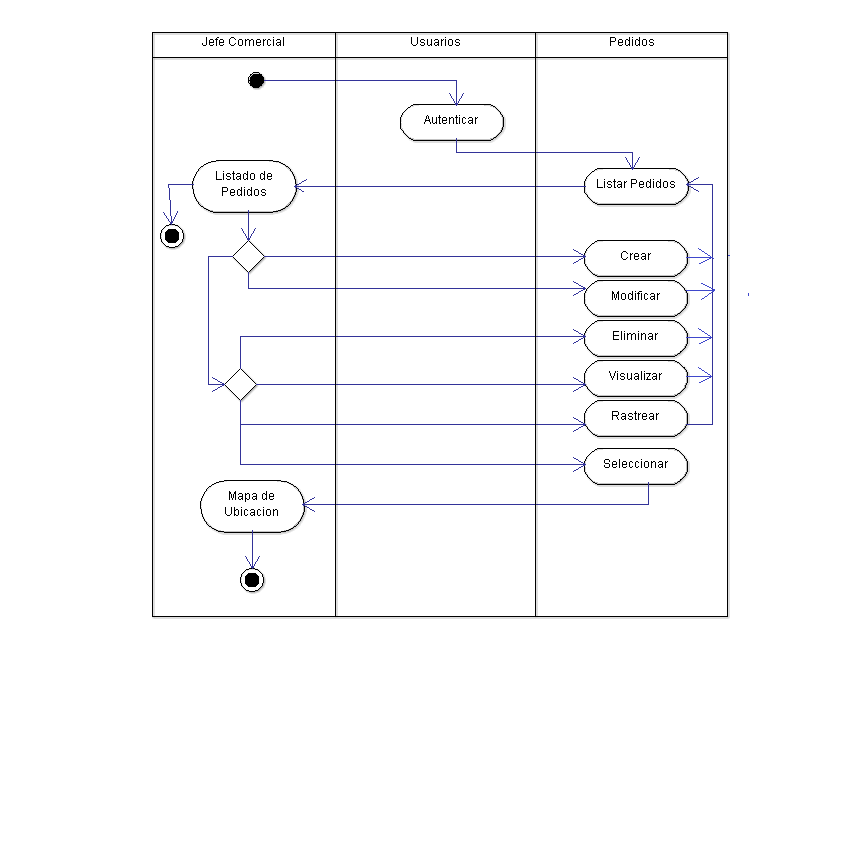 Jefe Comercial
Usuarios
Pedidos
Autenticar
Listado de
Pedidos
Listar Pedidos
Crear
Modificar
Eliminar
Visualizar
Rastrear
Seleccionar
Mapa de
Ubicacion